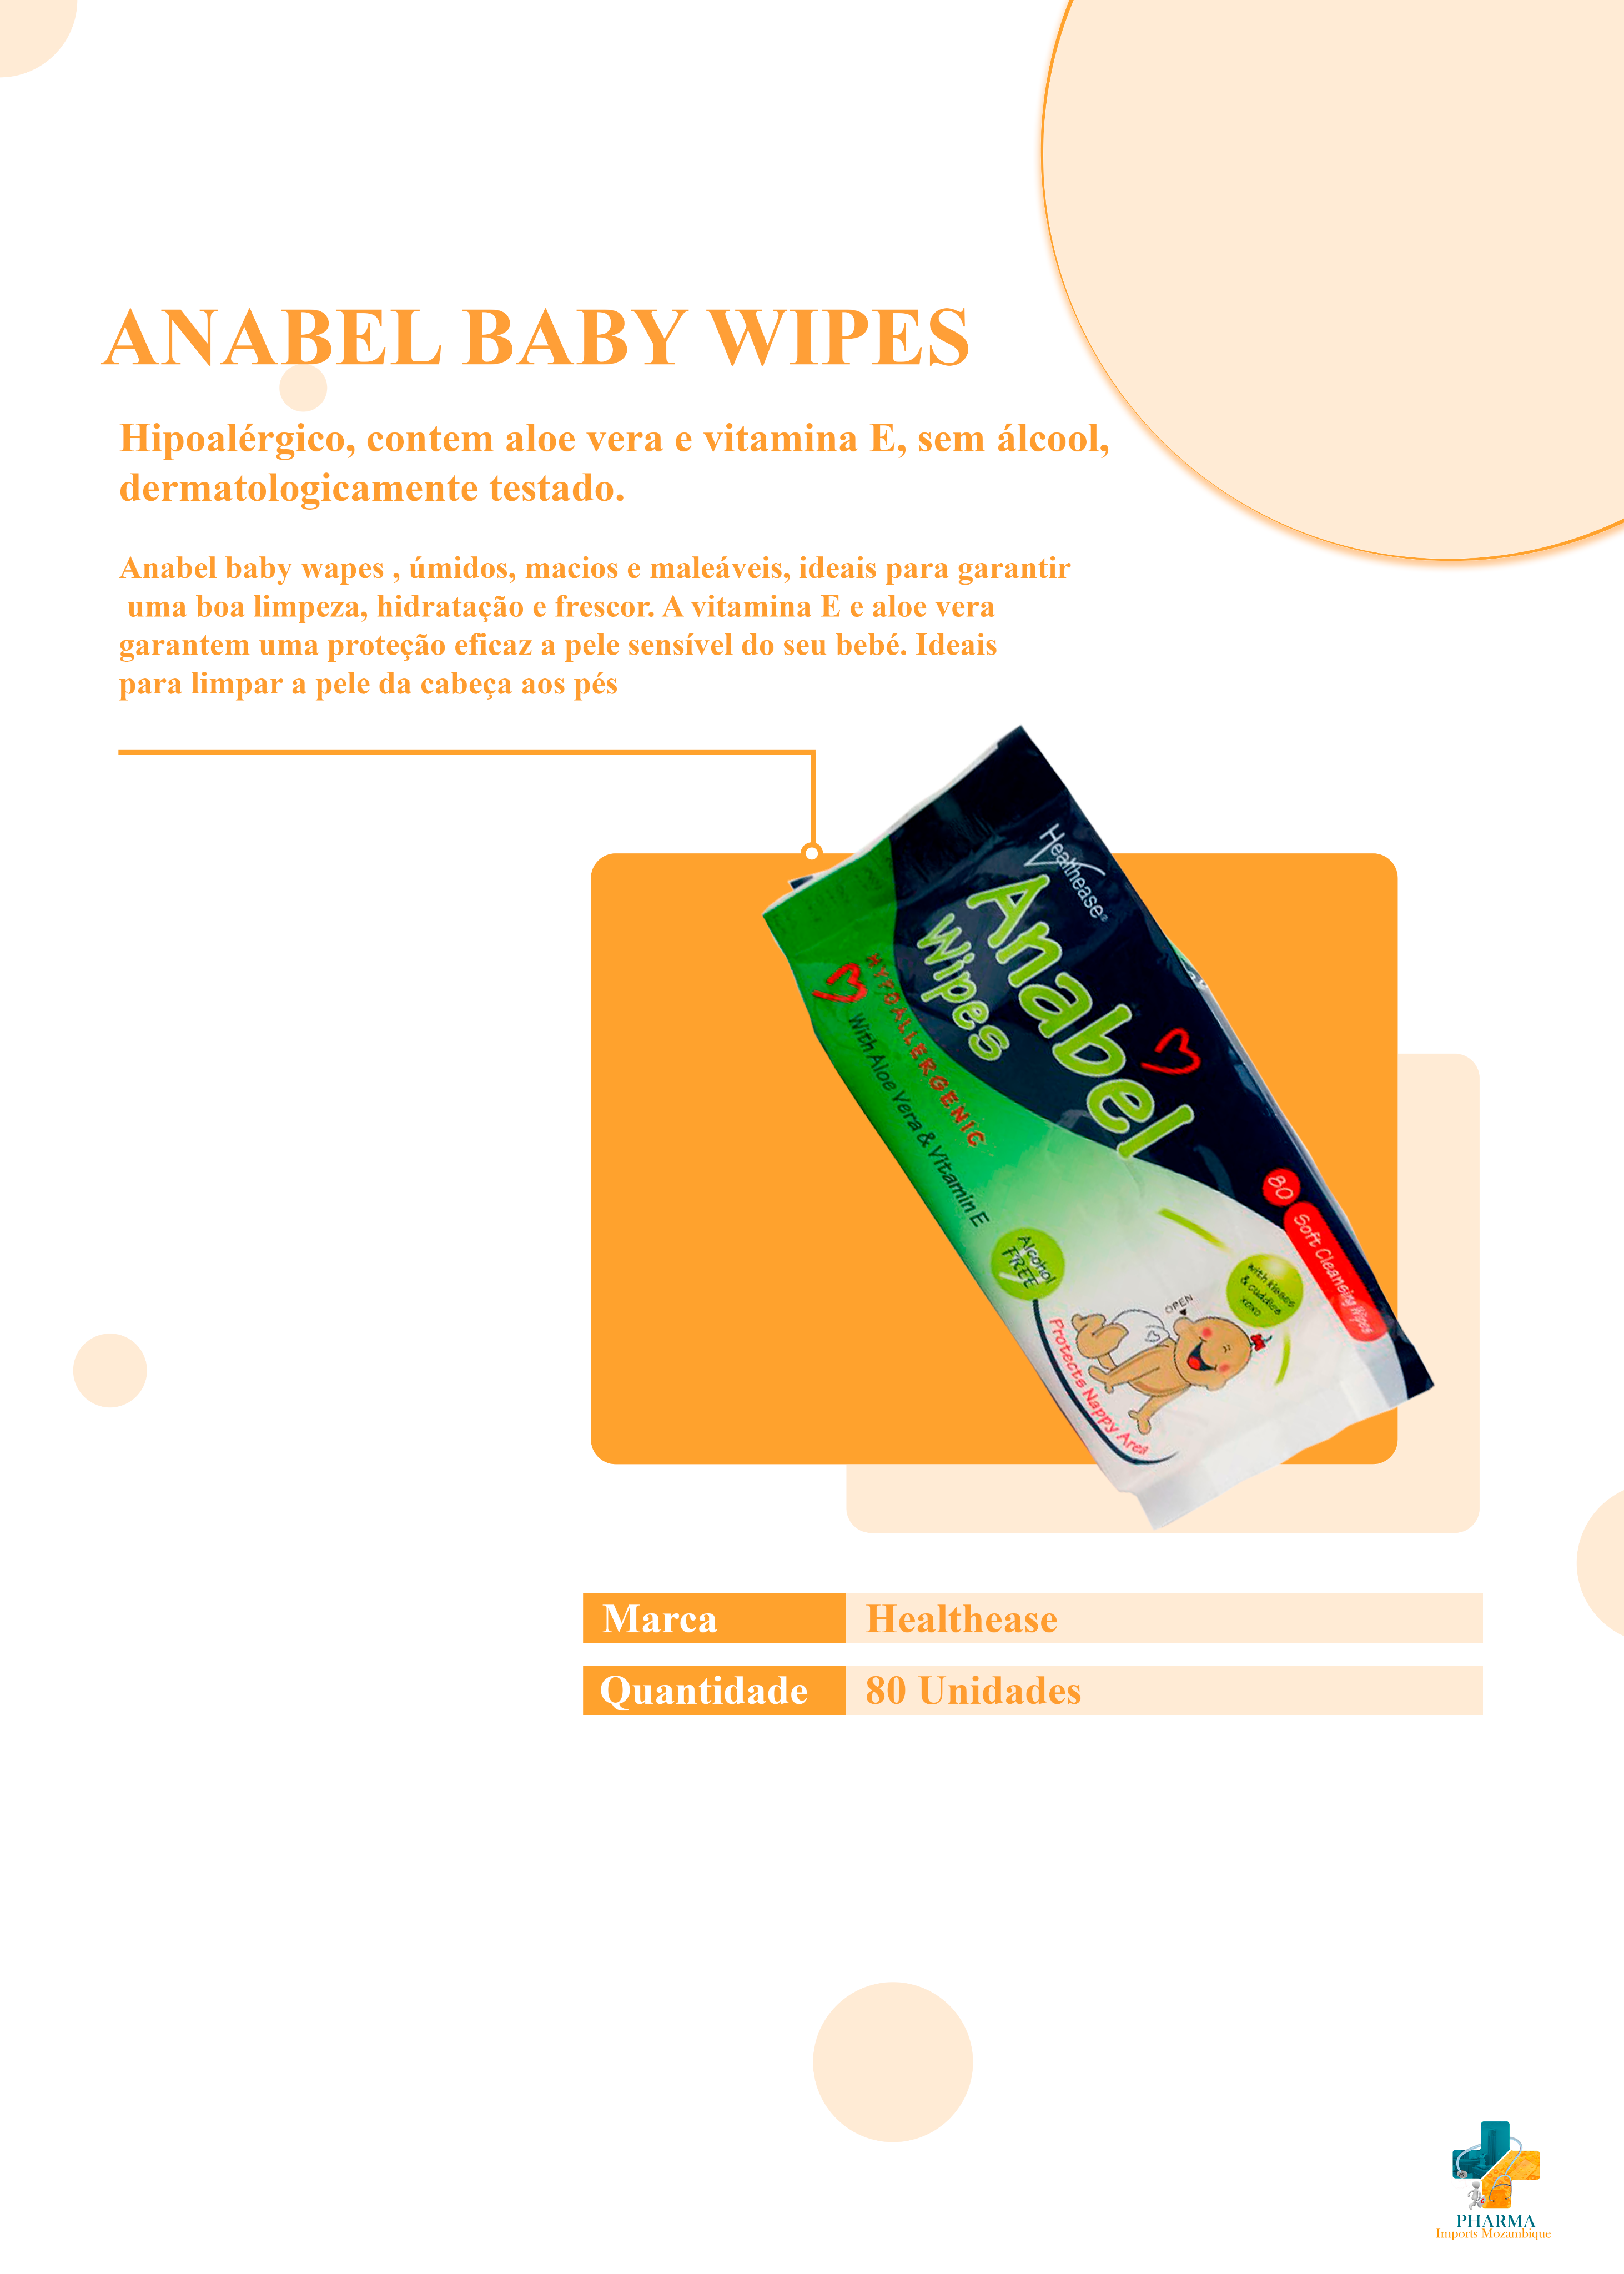 ANABEL BABY WIPES
Hipoalérgico, contem aloe vera e vitamina E, sem álcool,
dermatologicamente testado.
Anabel baby wapes , úmidos, macios e maleáveis, ideais para garantir
uma boa limpeza, hidratação e frescor. A vitamina E e aloe vera
garantem uma proteção eficaz a pele sensível do seu bebé. Ideais
para limpar a pele da cabeça aos pés
Healthease®
Anabel
Wipes
HYPOALLERGENIC
With Aloe Vera & Vitamin E
80
Soft Cleansing Wipes
Alcohol
FREE
with kisses
& cuddles
xoxo
OPEN
Protects Nappy Area
Marca Healthease
Quantidade 80 Unidades
PHARMA
Imports Mozambique